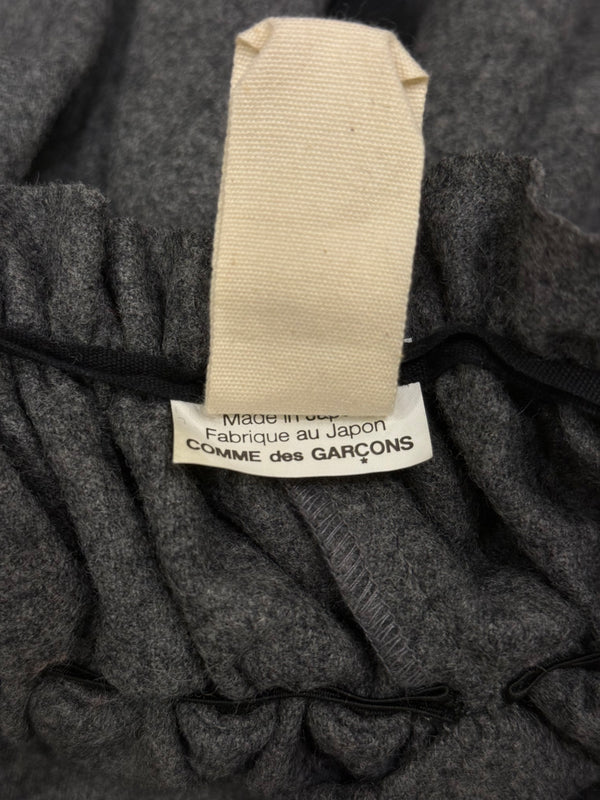 Made in
Fabrique au Japon
COMME des GARÇONS
*